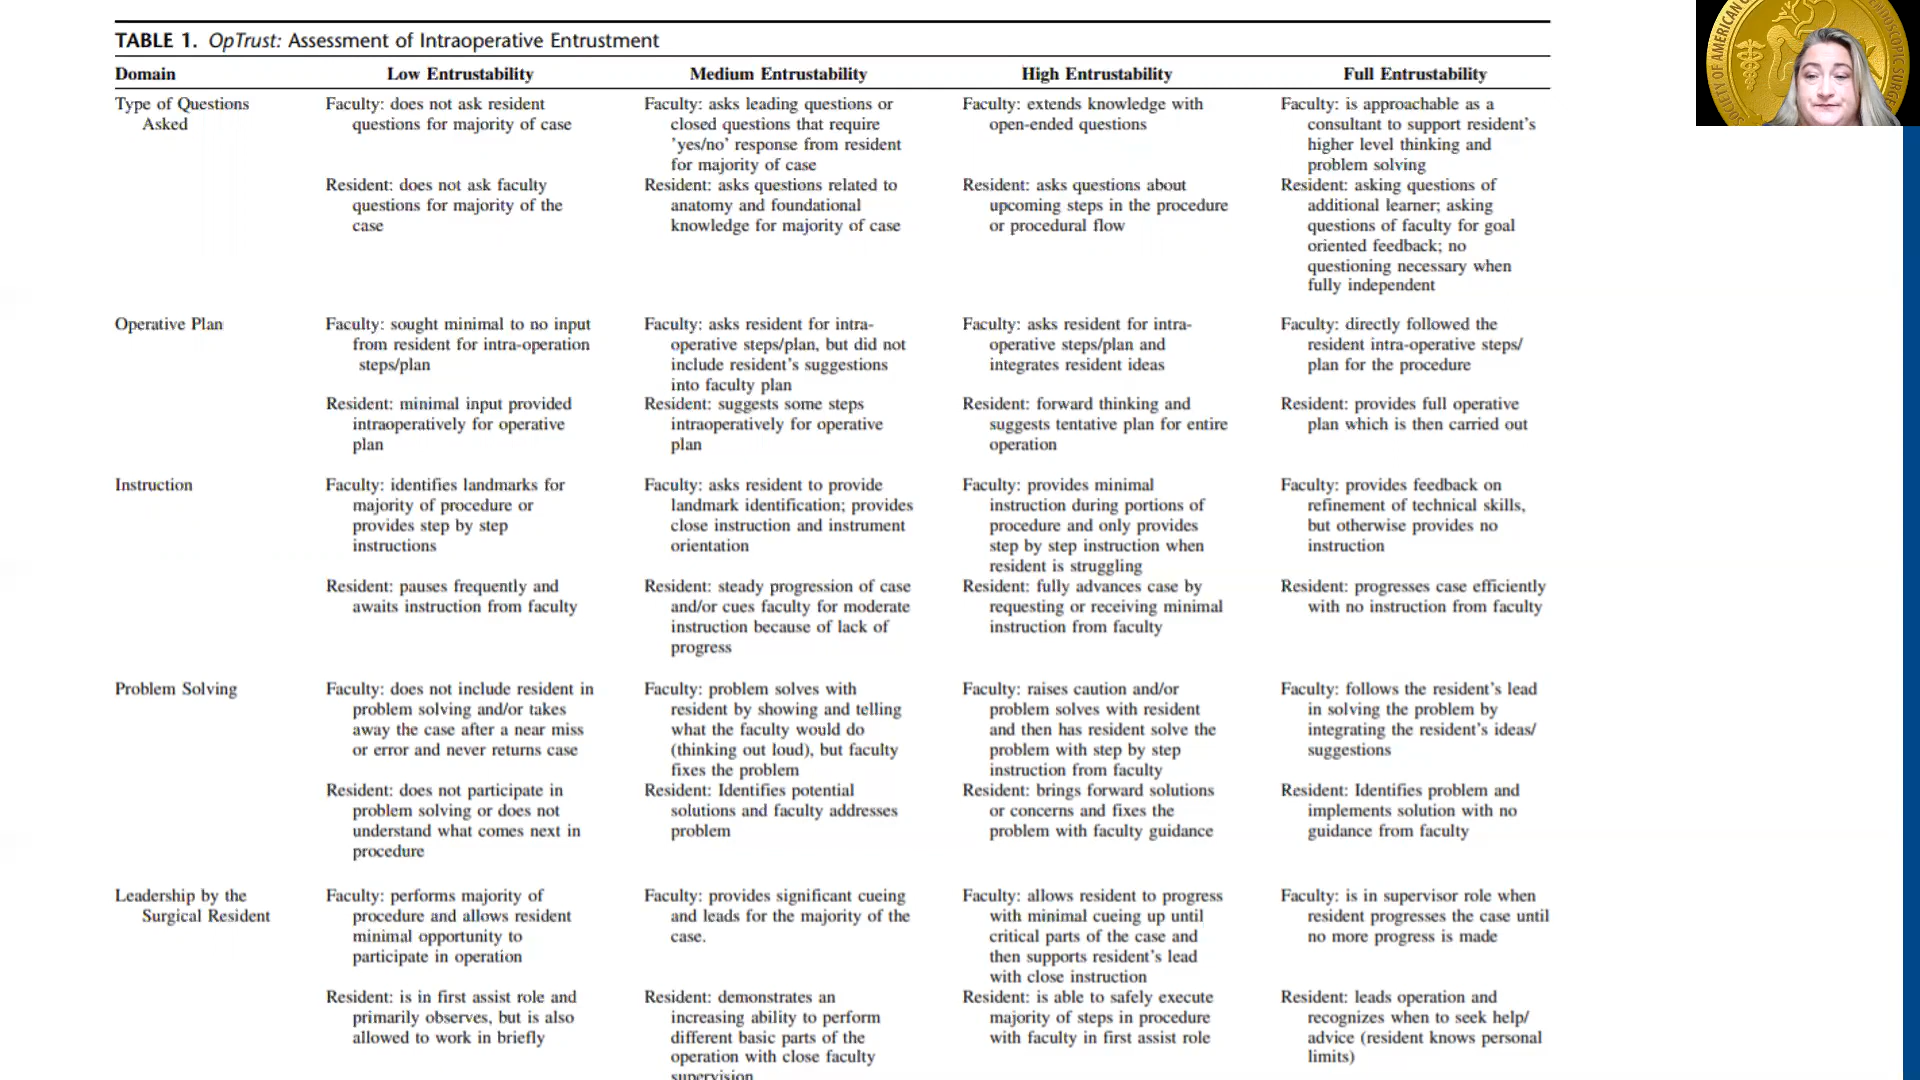 TABLE 1. OpTrust: Assessment of Intraoperative Entrustment
Domain Low Entrustability Medium Entrustability High Entrustability Full Entrustability
Type of Questions Asked
Faculty: does not ask resident
questions for majority of case
Resident: does not ask faculty
questions for majority of the
case
Faculty: asks leading questions or
closed questions that require
'yes/no' response from resident
for majority of case
Resident: asks questions related to
anatomy and foundational
knowledge for majority of case
Faculty: extends knowledge with
open-ended questions
Resident: asks questions about
upcoming steps in the procedure
or procedural flow
Faculty: is approachable as a
consultant to support resident's
higher level thinking and
problem solving
Resident: asking questions of
additional learner; asking
questions of faculty for goal
oriented feedback; no
questioning necessary when
fully independent
Operative Plan
Faculty: sought minimal to no input
from resident for intra-operation
steps/plan
Resident: minimal input provided
intraoperatively for operative
plan
Faculty: asks resident for intra-
operative steps/plan, but did not
include resident's suggestions
into faculty plan
Resident: suggests some steps
intraoperatively for operative
plan
Faculty: asks resident for intra-
operative steps/plan and
integrates resident ideas
Resident: forward thinking and
suggests tentative plan for entire
operation
Faculty: directly followed the
resident intra-operative steps/
plan for the procedure
Resident: provides full operative
plan which is then carried out
Instruction
Faculty: identifies landmarks for
majority of procedure or
provides step by step
instructions
Resident: pauses frequently and
awaits instruction from faculty
Faculty: asks resident to provide
landmark identification; provides
close instruction and instrument
orientation
Resident: steady progression of case
and/or cues faculty for moderate
instruction because of lack of
progress
Faculty: provides minimal
instruction during portions of
procedure and only provides
step by step instruction when
resident is struggling
Resident: fully advances case by
requesting or receiving minimal
instruction from faculty
Faculty: provides feedback on
refinement of technical skills,
but otherwise provides no
instruction
Resident: progresses case efficiently
with no instruction from faculty
Problem Solving
Faculty: does not include resident in
problem solving and/or takes
away the case after a near miss
or error and never returns case
Resident: does not participate in
problem solving or does not
understand what comes next in
procedure
Faculty: problem solves with
resident by showing and telling
what the faculty would do
(thinking out loud), but faculty
fixes the problem
Resident: Identifies potential
solutions and faculty addresses
problem
Faculty: raises caution and/or
problem solves with resident
and then has resident solve the
problem with step by step
instruction from faculty
Resident: brings forward solutions
or concerns and fixes the
problem with faculty guidance
Faculty: follows the resident's lead
in solving the problem by
integrating the resident's ideas/
suggestions
Resident: Identifies problem and
implements solution with no
guidance from faculty
Leadership by the
Surgical Resident
Faculty: performs majority of
procedure and allows resident
minimal opportunity to
participate in operation
Resident: is in first assist role and
primarily observes, but is also
allowed to work in briefly
Faculty: provides significant cueing
and leads for the majority of the
case.
Resident: demonstrates an
increasing ability to perform
different basic parts of the
operation with close faculty
supervision
Faculty: allows resident to progress
with minimal cueing up until
critical parts of the case and
then supports resident's lead
with close instruction
Resident: is able to safely execute
majority of steps in procedure
with faculty in first assist role
Faculty: is in supervisor role when
resident progresses the case until
no more progress is made
Resident: leads operation and
recognizes when to seek help/
advice (resident knows personal
limits)
SOCIETY OF AMERICAN
ENDOSCOPIC